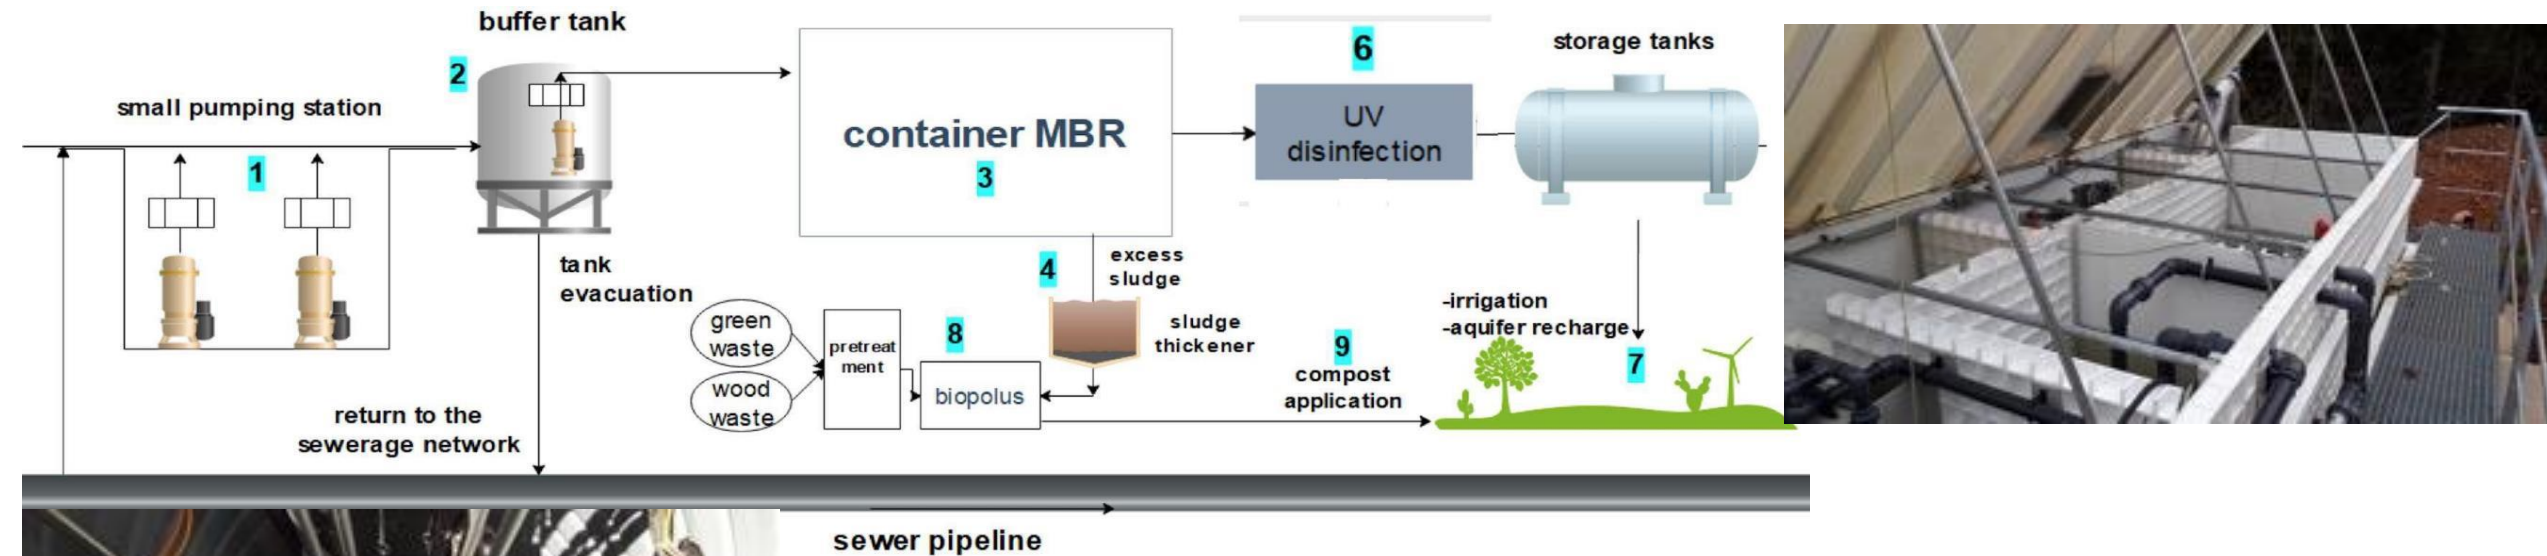 buffer tank
2
small pumping station
1
tank
evacuation
return to the
sewerage network
container MBR
3
6
UV
disinfection
storage tanks
4
excess
sludge
sludge
thickener
green
waste
wood
waste
pretreat
ment
8
biopolus
9
compost
application
-irrigation
-aquifer recharge
7
sewer pipeline